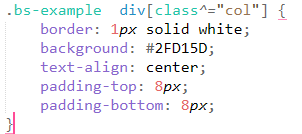 .bs-example  div[class^="col"] {
    border: 1px solid white;
    background: #2FD15D;
    text-align: center;
    padding-top: 8px;
    padding-bottom: 8px;
}